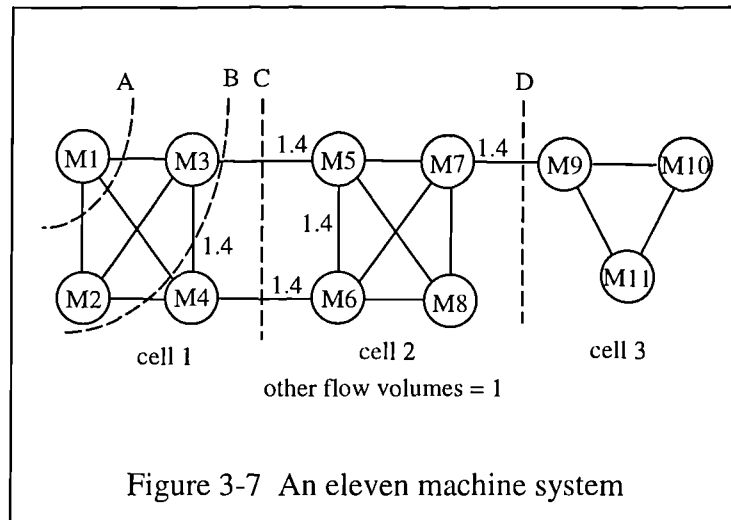 A B C D
M1 M3 1.4 M5 M7 1.4 M9 M10
1.4 1.4
M2 M4 1.4 M6 M8 M11
cell 1 cell 2 cell 3
other flow volumes = 1
Figure 3-7 An eleven machine system